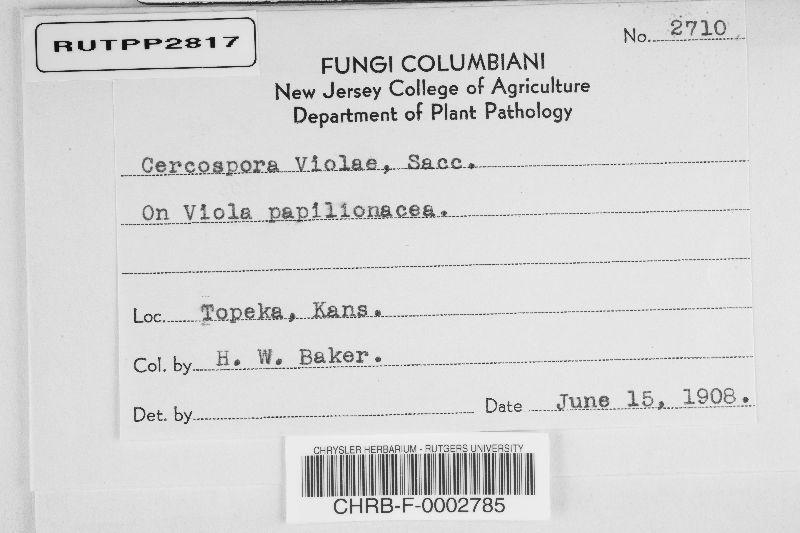 RUTPP2817
No. 2710
FUNGI COLUMBIANI
New Jersey College of Agriculture
Department of Plant Pathology
Cercospora Violae, Sacc.
On Viola papilionacea.
Loc. Topeka, Kans.
Col. by H. W. Baker.
Det. by Date June 15, 1908.
CHRYSLER HERBARIUM - RUTGERS UNIVERSITY
CHRB-F-0002785